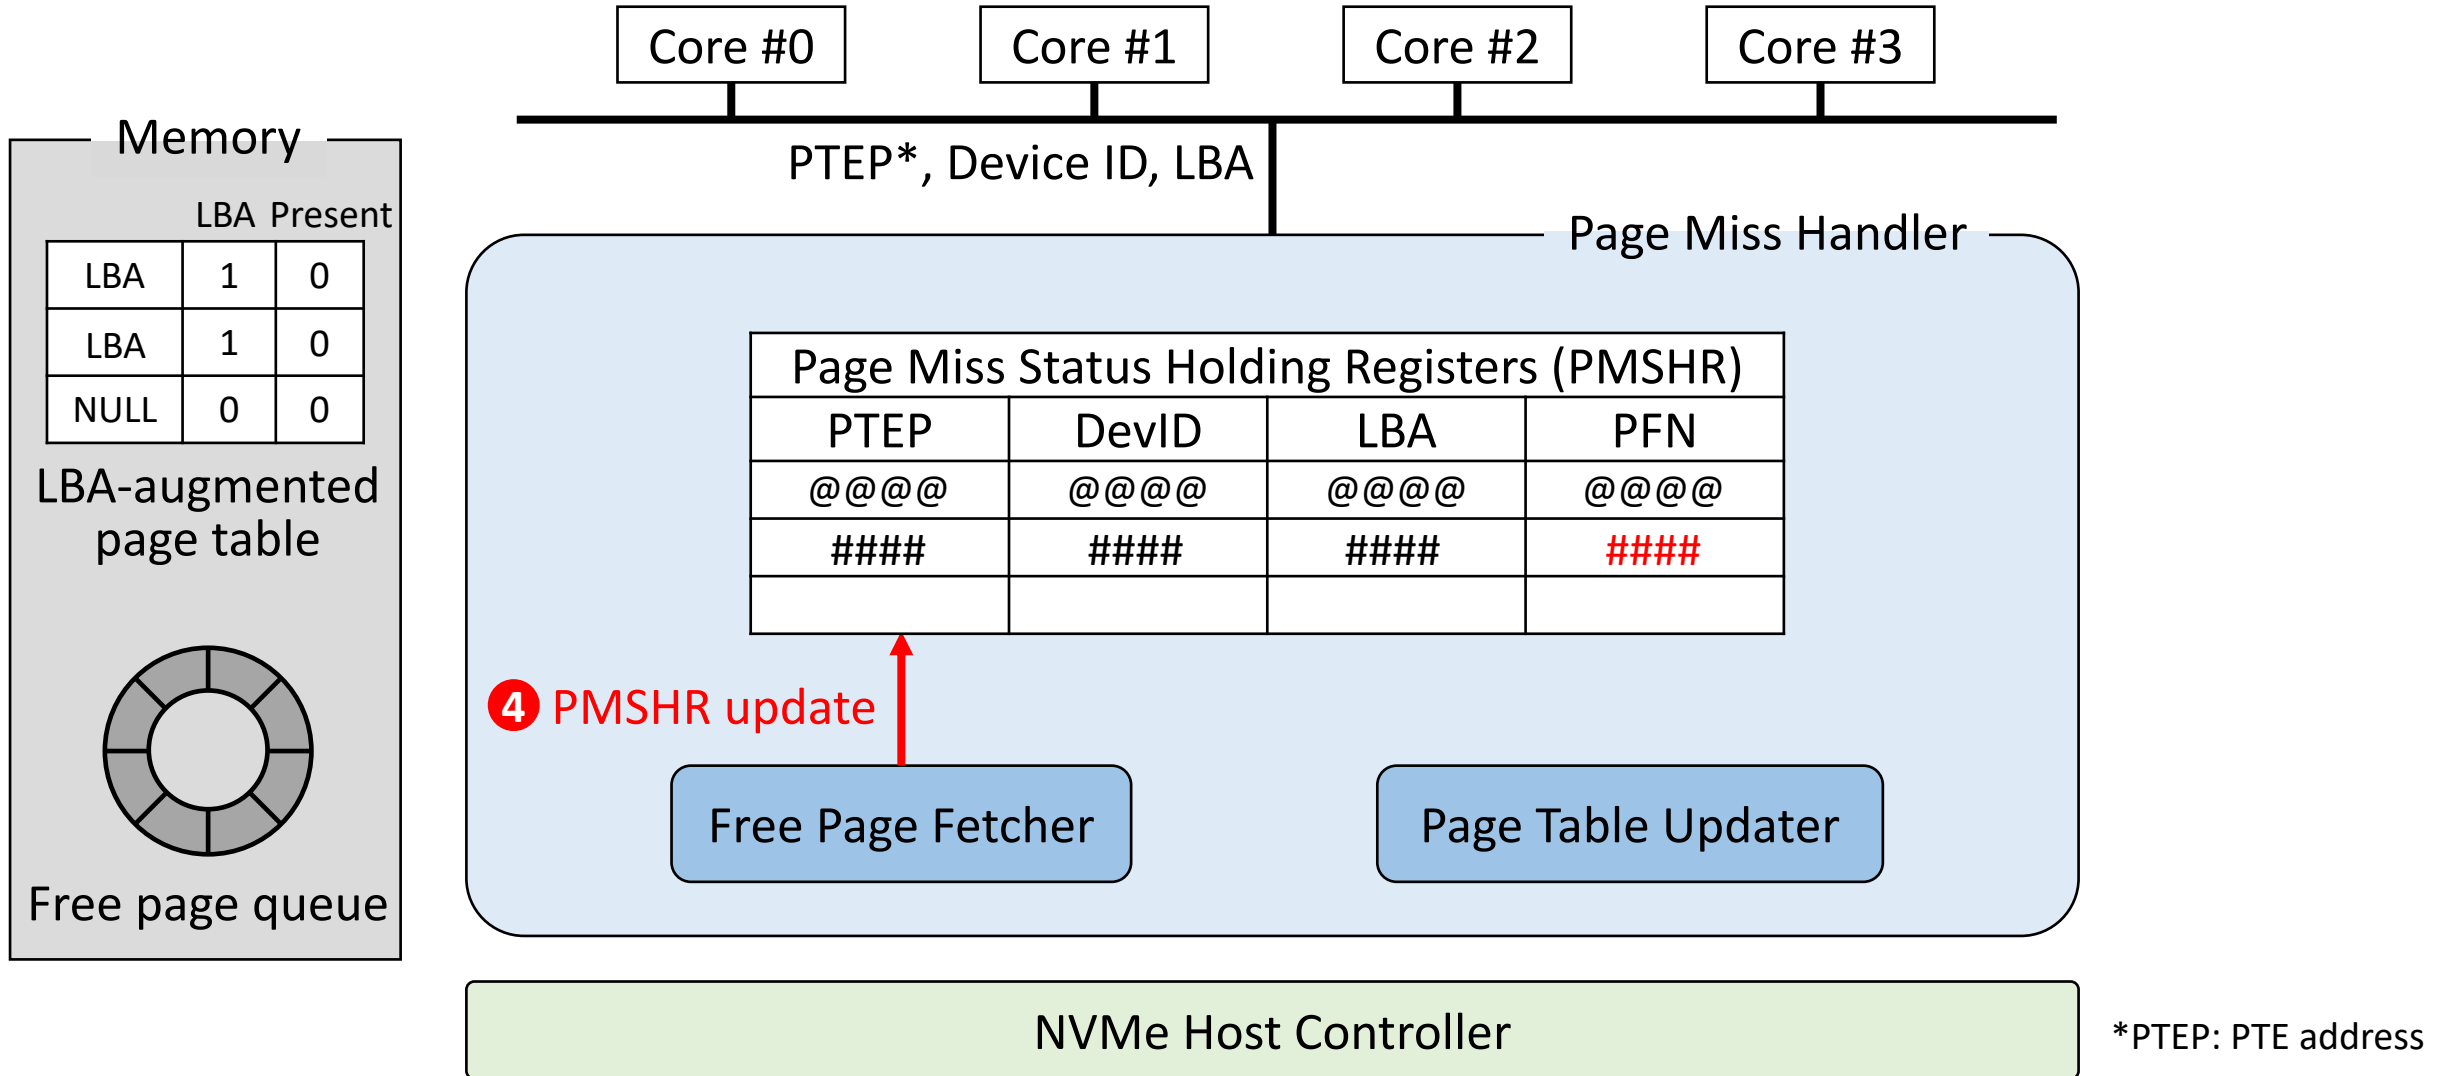 Core #0 Core #1 Core #2 Core #3
PTEP*, Device ID, LBA
Memory
LBA Present
LBA 1 0
LBA 1 0
NULL 0 0
LBA-augmented
page table
Free page queue
Page Miss Handler
Page Miss Status Holding Registers (PMSHR)
PTEP DevID LBA PFN
@@@@ @@@@ @@@@ @@@@
#### #### #### ####
4 PMSHR update
Free Page Fetcher
Page Table Updater
NVMe Host Controller
*PTEP: PTE address